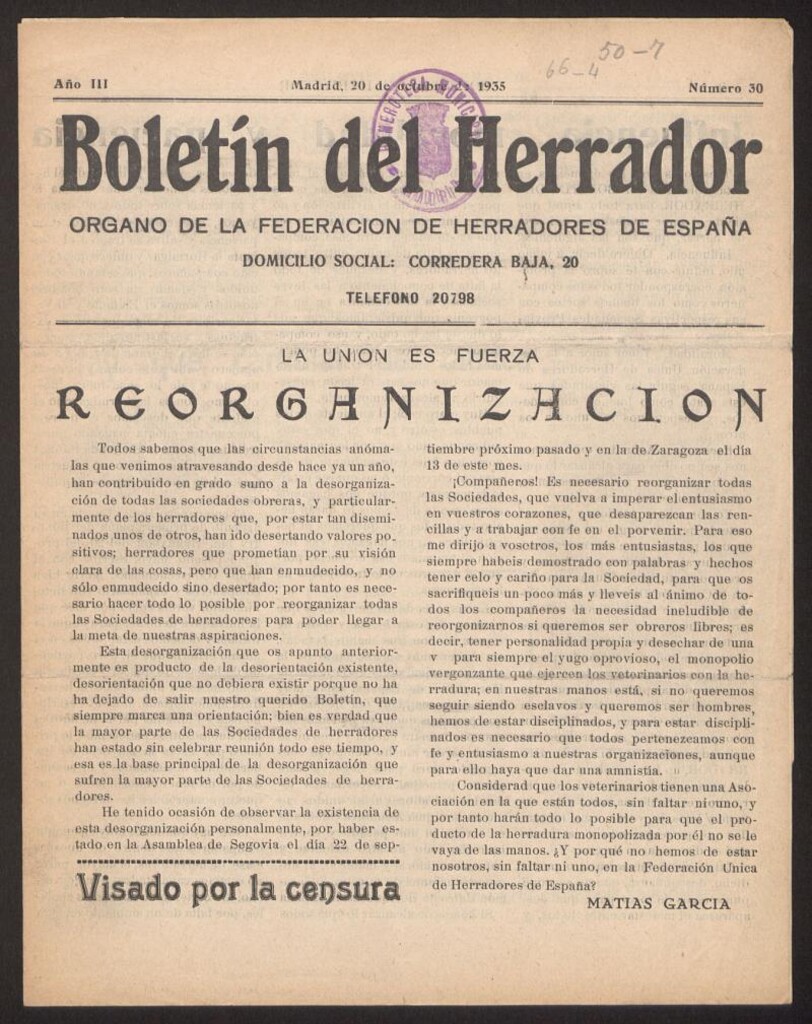 50-7
66-4
Año III
Madrid, 20 de octubre de 1935
Número 30
Boletín del Herrador
ORGANO DE LA FEDERACION DE HERRADORES DE ESPAÑA
DOMICILIO SOCIAL: CORREDERA BAJA, 20
TELEFONO 20798
LA UNION ES FUERZA
REORGANIZACION
Todos sabemos que las circunstancias anóma-
las que venimos atravesando desde hace ya un año,
han contribuido en grado sumo a la desorganiza-
ción de todas las sociedades obreras, y particular-
mente de los herradores que, por estar tan disemi-
nados unos de otros, han ido desertando valores po-
sitivos; herradores que prometían por su visión
clara de las cosas, pero que han enmudecido, y no
sólo enmudecido sino desertado; por tanto es nece-
sario hacer todo lo posible por reorganizar todas
las Sociedades de herradores para poder llegar a
la meta de nuestras aspiraciones.
Esta desorganización que os apunto anterior-
mente es producto de la desorientación existente,
desorientación que no debiera existir porque no ha
ha dejado de salir nuestro querido Boletín, que
siempre marca una orientación; bien es verdad que
la mayor parte de las Sociedades de herradores
han estado sin celebrar reunión todo ese tiempo, y
esa es la base principal de la desorganización que
sufren la mayor parte de las Sociedades de herra-
dores.
He tenido ocasión de observar la existencia de
esta desorganización personalmente, por haber es-
tado en la Asamblea de Segovia el día 22 de sep-
Visado por la censura
tiembre próximo pasado y en la de Zaragoza el día
13 de este mes.
¡Compañeros! Es necesario reorganizar todas
las Sociedades, que vuelva a imperar el entusiasmo
en vuestros corazones, que desaparezcan las ren-
cillas y a trabajar con fe en el porvenir. Para eso
me dirijo a vosotros, los más entusiastas, los que
siempre habeis demostrado con palabras y hechos
tener celo y cariño para la Sociedad, para que os
sacrifiqueis un poco más y lleveis al ánimo de to-
dos los compañeros la necesidad ineludible de
reorganizarnos si queremos ser obreros libres; es
decir, tener personalidad propia y desechar de una
v para siempre el yugo oprovioso, el monopolio
vergonzante que ejercen los veterinarios con la he-
rradura; en nuestras manos está, si no queremos
seguir siendo esclavos y queremos ser hombres,
hemos de estar disciplinados, y para estar discipli-
nados es necesario que todos pertenezcamos con
fe y entusiasmo a nuestras organizaciones, aunque
para ello haya que dar una amnistía.
Considerad que los veterinarios tienen una Aso-
ciación en la que están todos, sin faltar ni uno, y
por tanto harán todo lo posible para que el pro-
ducto de la herradura monopolizada por él no se le
vaya de las manos. ¿Y por qué no hemos de estar
nosotros, sin faltar ni uno, en la Federación Unica
de Herradores de España?
MATIAS GARCIA